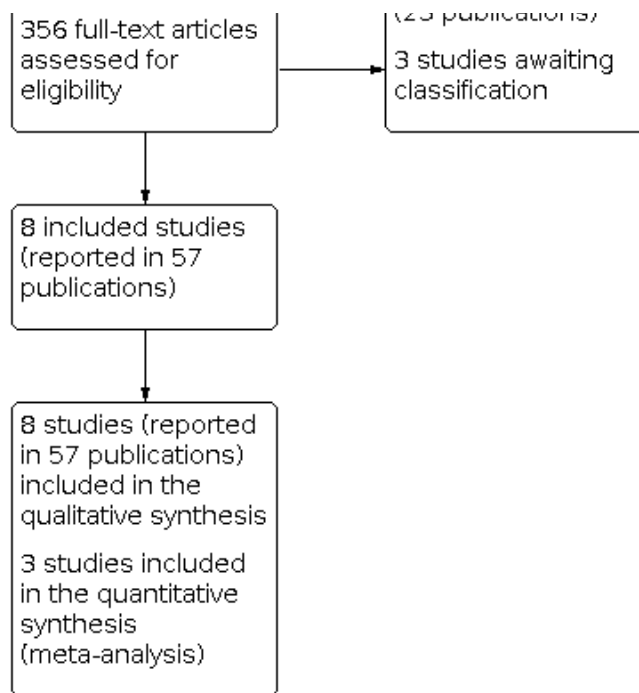 356 full-text articles
assessed for
eligibility
publications)
3 studies awaiting
classification
8 included studies
(reported in 57
publications)
8 studies (reported
in 57 publications)
included in the
qualitative synthesis
3 studies included
in the quantitative
synthesis
(meta-analysis)